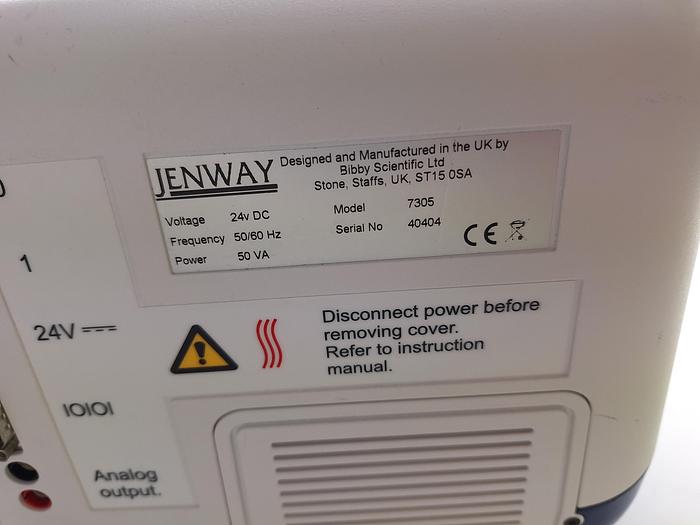 JENWAY
Designed and Manufactured in the UK by
Bibby Scientific Ltd
Stone, Staffs, UK, ST15 0SA
Voltage 24v DC
Frequency 50/60 Hz
Power 50 VA
Model 7305
Serial No 40404
CE
1
24V
Disconnect power before
removing cover.
Refer to instruction
manual.
IOIOI
Analog
output.